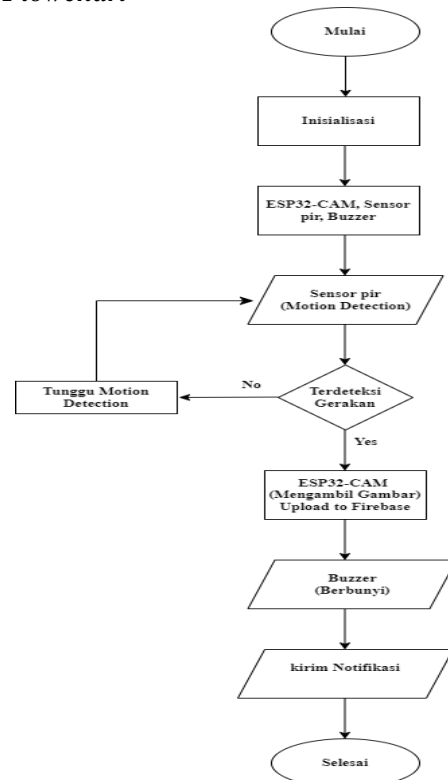 Flowchart
Mulai
Inisialisasi
ESP32-CAM, Sensor
pir, Buzzer
Sensor pir
(Motion Detection)
Terdeteksi
Gerakan
No
Tunggu Motion
Detection
Yes
ESP32-CAM
(Mengambil Gambar)
Upload to Firebase
Buzzer
(Berbunyi)
kirim Notifikasi
Selesai